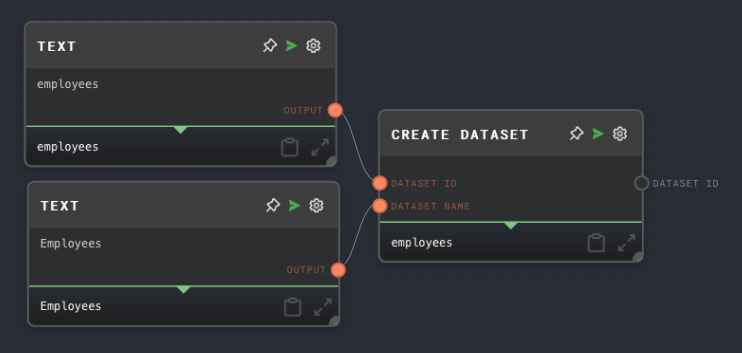 TEXT
employees
OUTPUT
employees
TEXT
Employees
OUTPUT
Employees
CREATE DATASET
DATASET ID
DATASET ID
DATASET NAME
employees